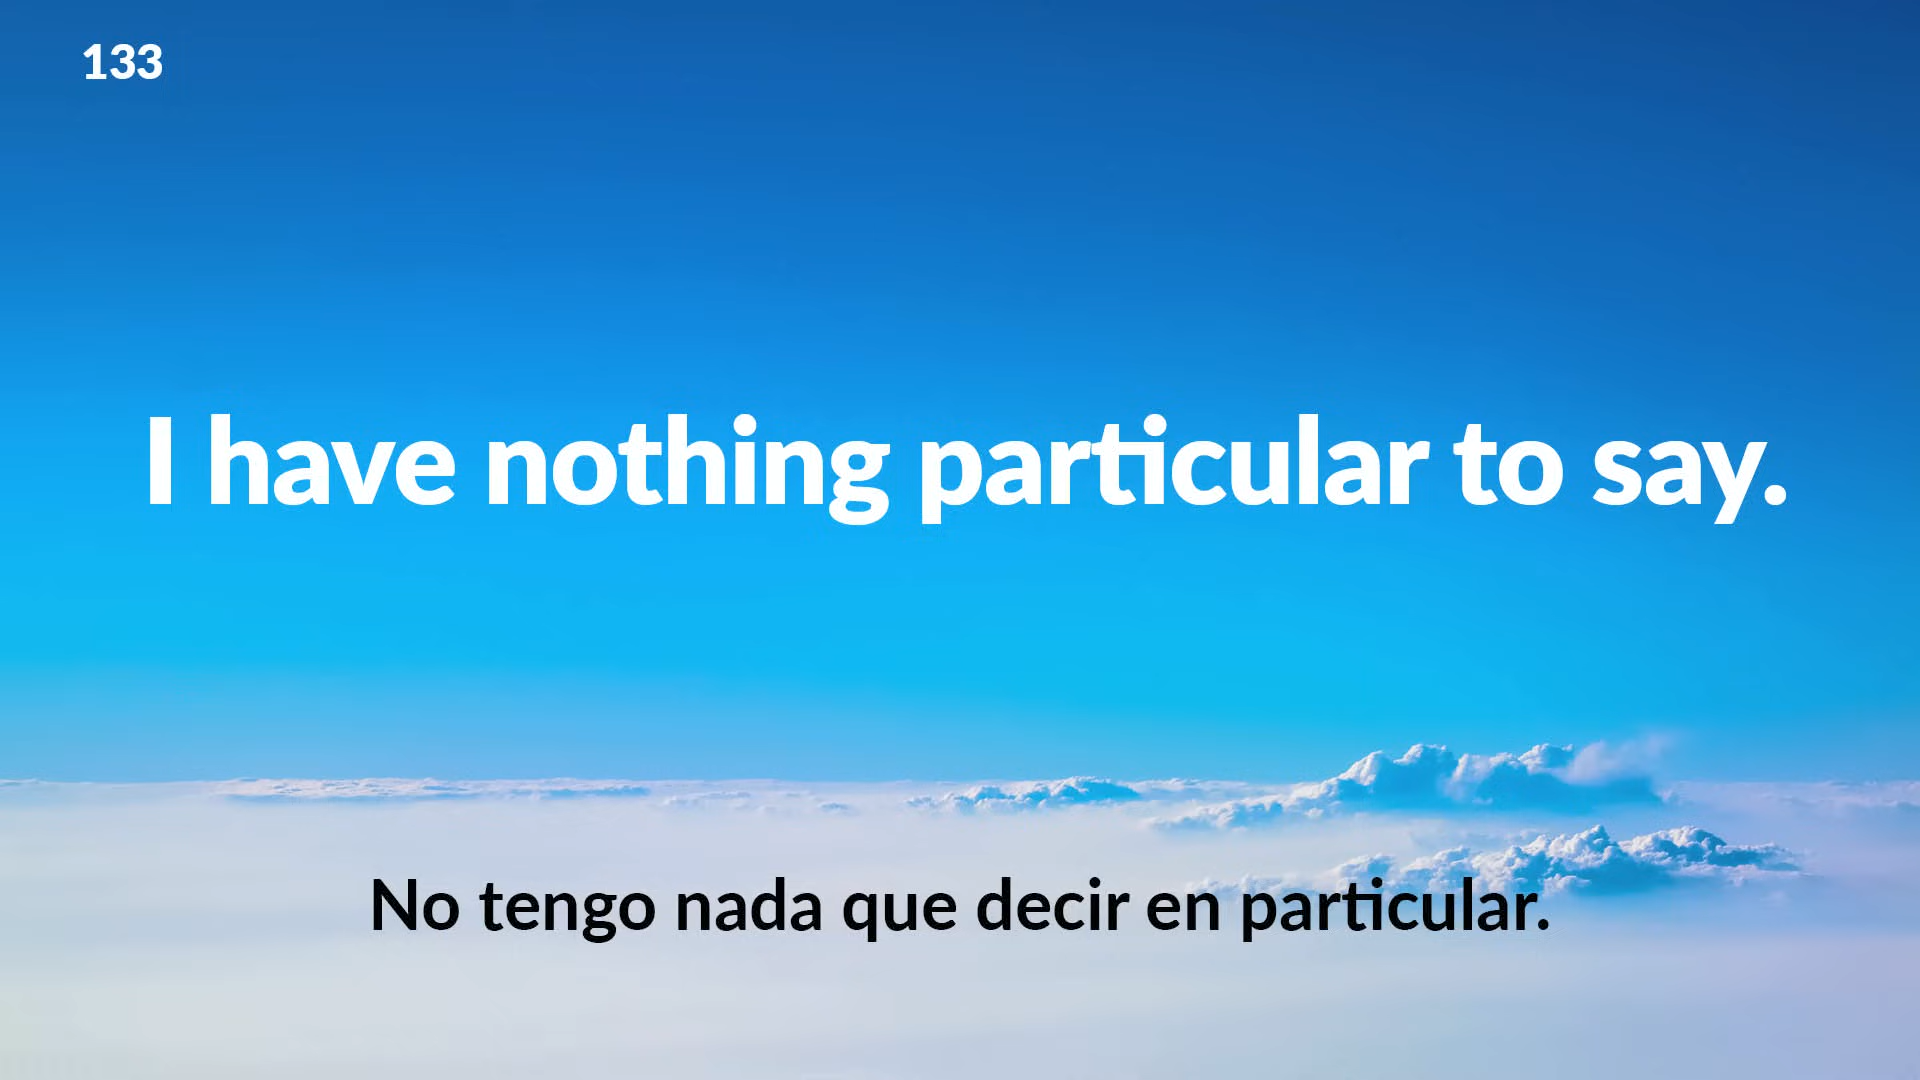 133
I have nothing particular to say.
No tengo nada que decir en particular.